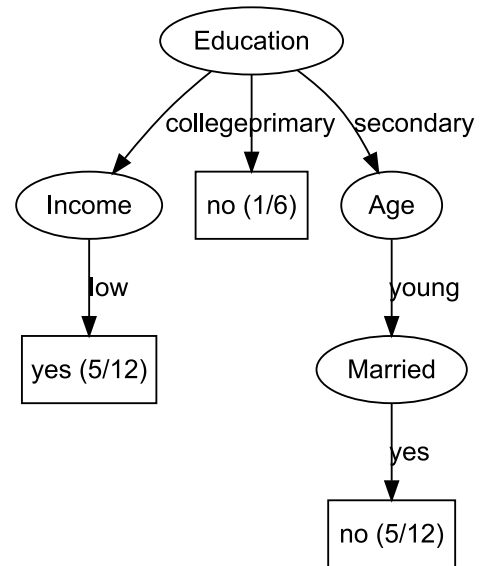 Education
college
primary
secondary
Income
no (1/6)
Age
low
young
yes (5/12)
Married
yes
no (5/12)